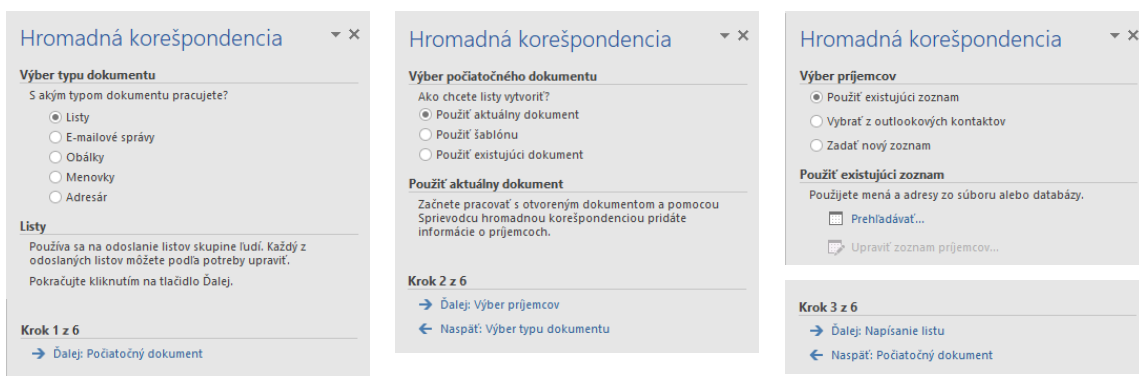 Hromadná korešpondencia
Výber typu dokumentu
S akým typom dokumentu pracujete?
Listy
E-mailové správy
Obálky
Menovky
Adresár
Listy
Používa sa na odoslanie listov skupine ľudí. Každý z
odoslaných listov môžete podľa potreby upraviť.
Pokračujte kliknutím na tlačidlo Ďalej.
Krok 1 z 6
Ďalej: Počiatočný dokument
Hromadná korešpondencia
Výber počiatočného dokumentu
Ako chcete listy vytvoriť?
Použiť aktuálny dokument
Použiť šablónu
Použiť existujúci dokument
Použiť aktuálny dokument
Začnete pracovať s otvoreným dokumentom a pomocou
Sprievodcu hromadnou korešpondenciou pridáte
informácie o príjemcoch.
Krok 2 z 6
Ďalej: Výber príjemcov
Naspäť: Výber typu dokumentu
Hromadná korešpondencia
Výber príjemcov
Použiť existujúci zoznam
Vybrať z outlookových kontaktov
Zadať nový zoznam
Použiť existujúci zoznam
Použijete mená a adresy zo súboru alebo databázy.
Prehľadávať...
Upraviť zoznam príjemcov...
Krok 3 z 6
Ďalej: Napísanie listu
Naspäť: Počiatočný dokument